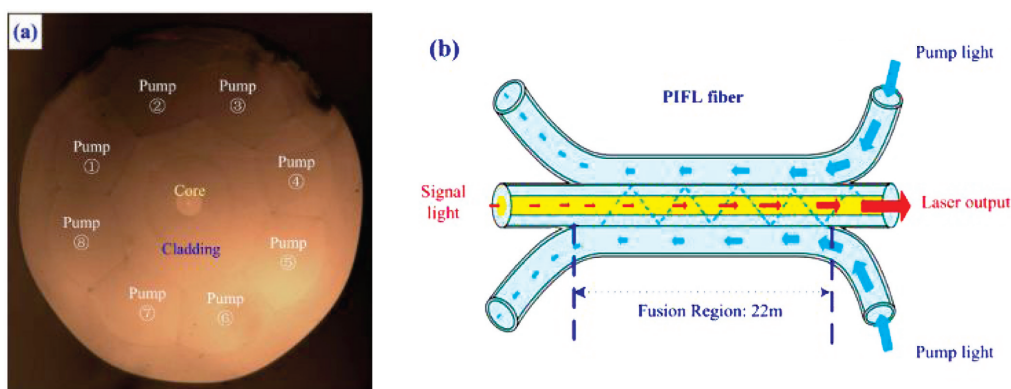 (a)
Pump
②
Pump
③
Pump
①
Pump
④
Core
Pump
⑧
Cladding
Pump
⑤
Pump
⑦
Pump
⑥
(b)
Pump light
PIFL fiber
Signal
light
Laser output
Fusion Region: 22m
Pump light